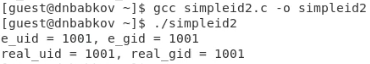 [guest@dnbabkov ~]$ gcc simpleid2.c -o simpleid2
[guest@dnbabkov ~]$ ./simpleid2
e_uid = 1001, e_gid = 1001
real_uid = 1001, real_gid = 1001